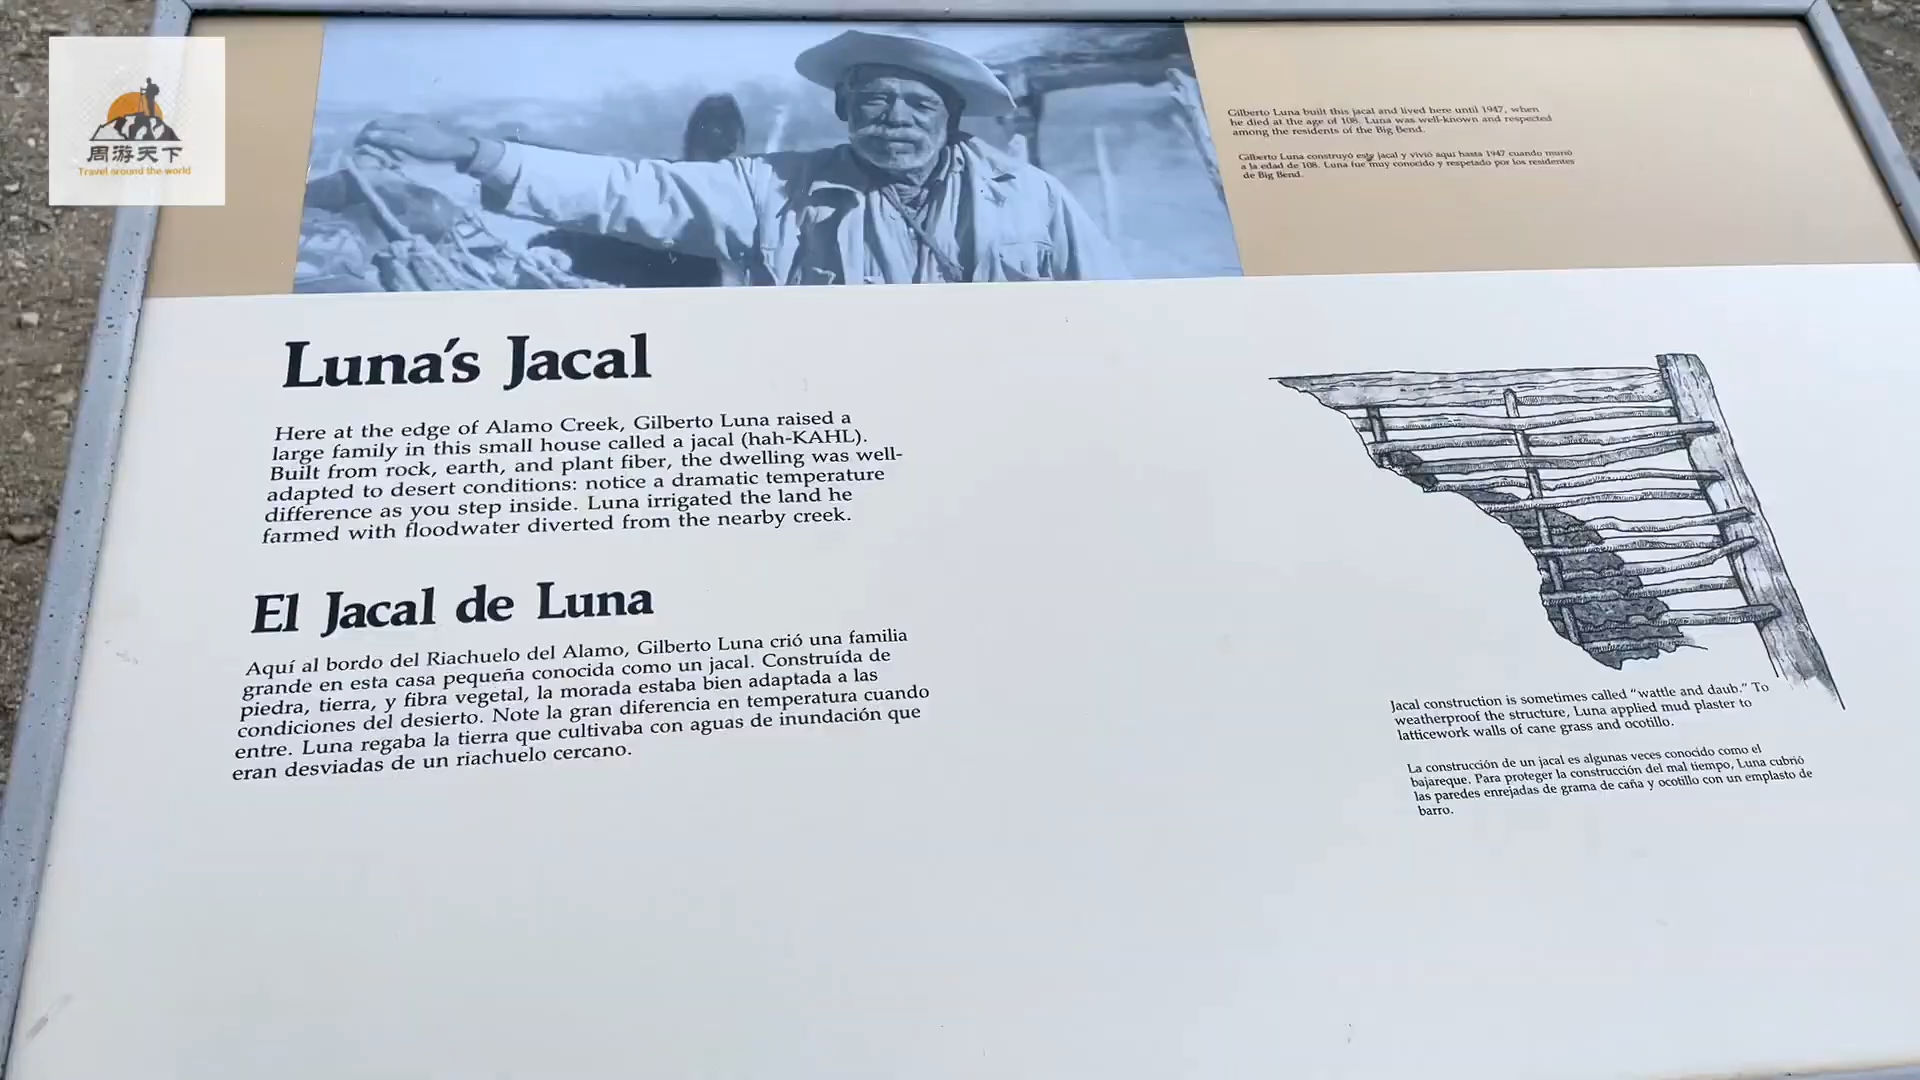 周游天下
Travel around the world
Gilberto Luna built this jacal and lived here until 1947, when
he died at the age of 108. Luna was well-known and respected
among the residents of the Big Bend.
Gilberto Luna construyó este jacal y vivió aquí hasta 1947 cuando murió
a la edad de 108. Luna fue muy conocido y respetado por los residentes
de Big Bend.
Luna's Jacal
Here at the edge of Alamo Creek, Gilberto Luna raised a
large family in this small house called a jacal (hah-KAHL).
Built from rock, earth, and plant fiber, the dwelling was well-
adapted to desert conditions: notice a dramatic temperature
difference as you step inside. Luna irrigated the land he
farmed with floodwater diverted from the nearby creek.
El Jacal de Luna
Aquí al bordo del Riachuelo del Alamo, Gilberto Luna crió una familia
grande en esta casa pequeña conocida como un jacal. Construída de
piedra, tierra, y fibra vegetal, la morada estaba bien adaptada a las
condiciones del desierto. Note la gran diferencia en temperatura cuando
entre. Luna regaba la tierra que cultivaba con aguas de inundación que
eran desviadas de un riachuelo cercano.
Jacal construction is sometimes called "wattle and daub." To
weatherproof the structure, Luna applied mud plaster to
latticework walls of cane grass and ocotillo.
La construcción de un jacal es algunas veces conocido como el
bajareque. Para proteger la construcción del mal tiempo, Luna cubrió
las paredes enrejadas de grama de caña y ocotillo con un emplasto de
barro.